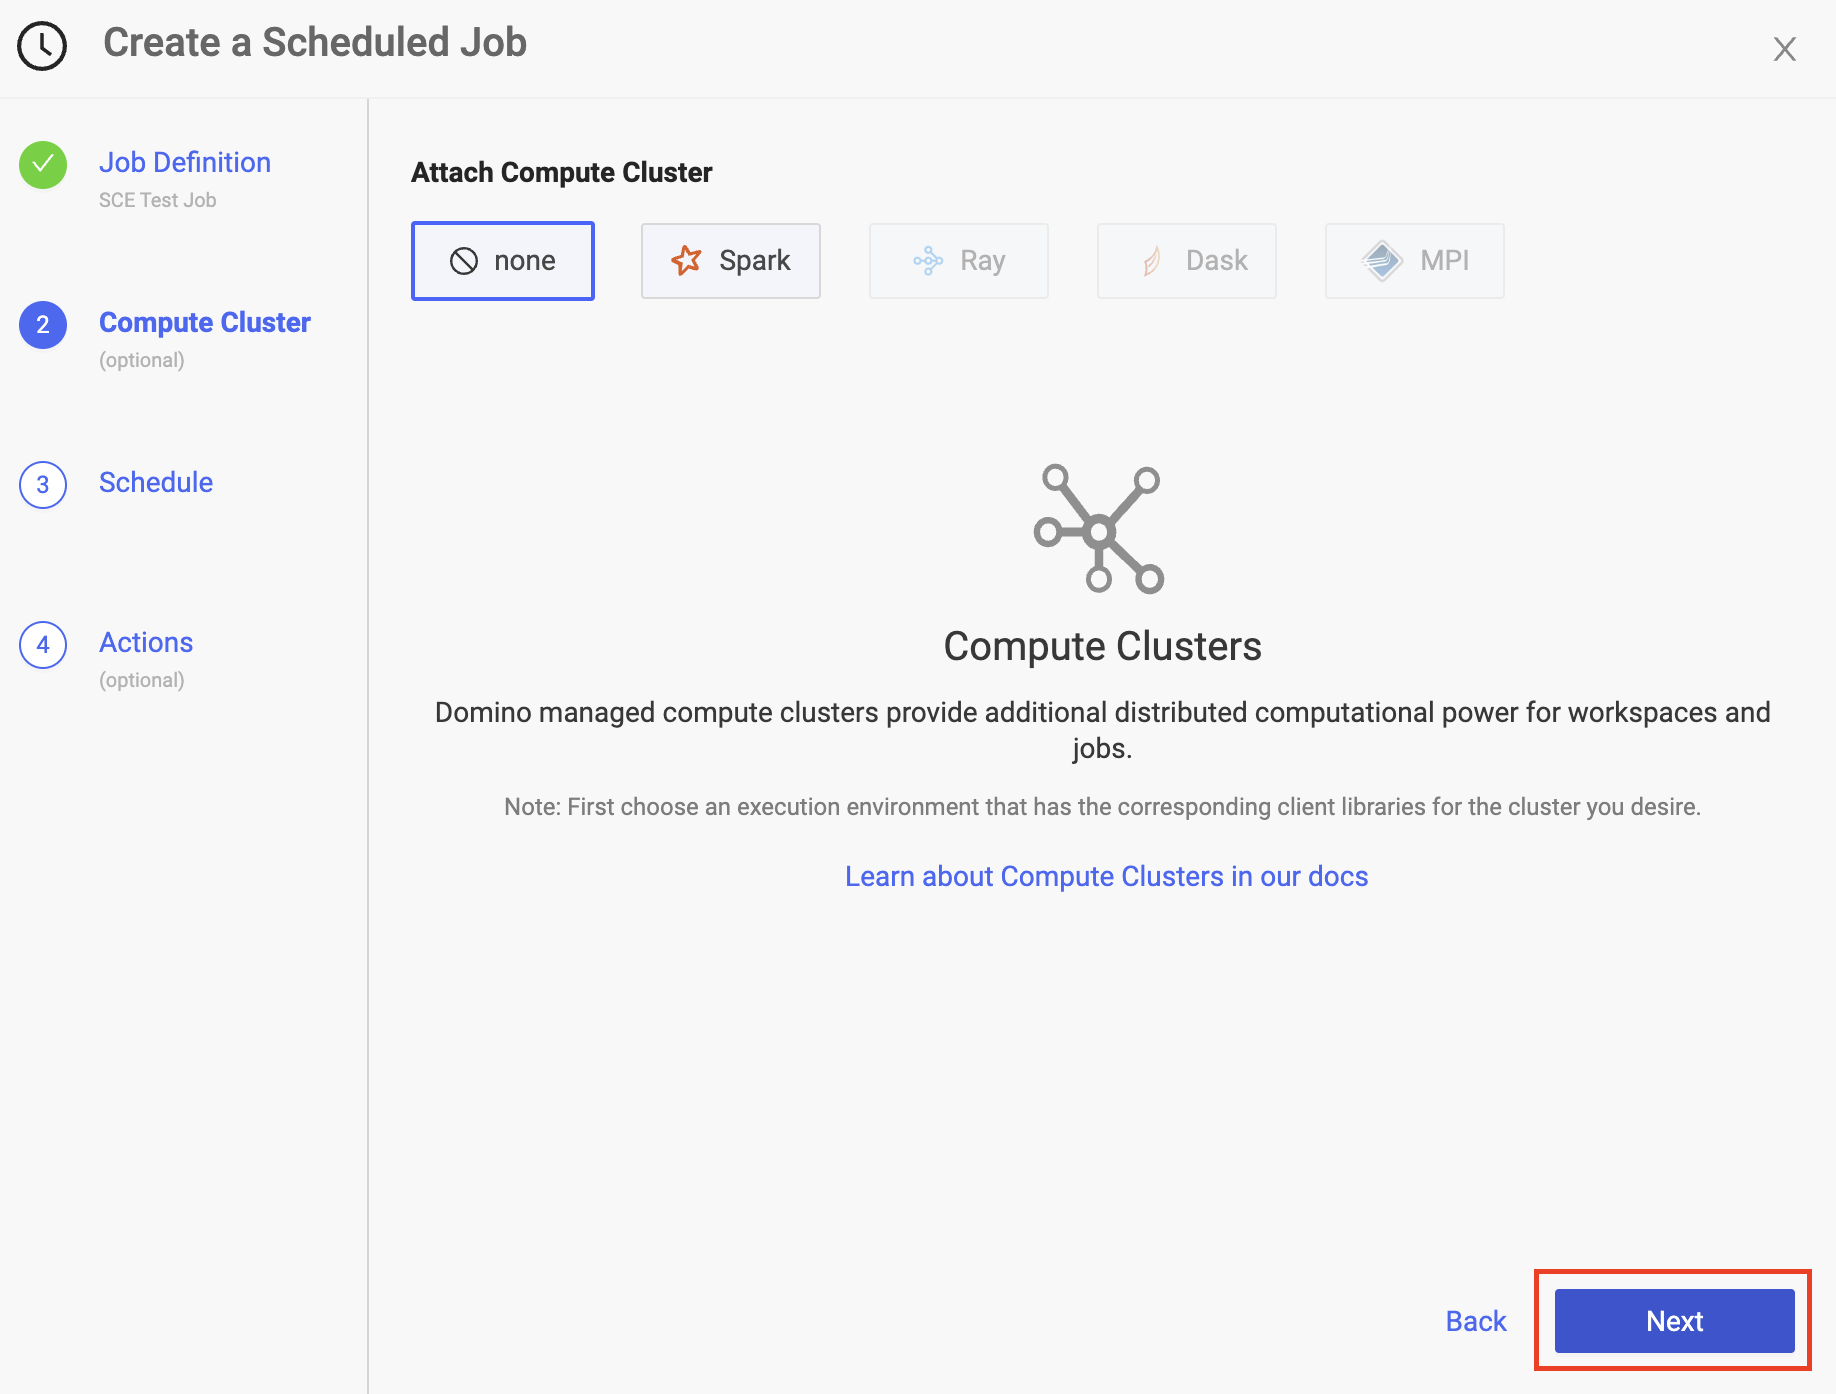 Create a Scheduled Job
Job Definition
SCE Test Job
2
Compute Cluster
(optional)
3
Schedule
4
Actions
(optional)
Attach Compute Cluster
none
Spark
Ray
Dask
MPI
Compute Clusters
Domino managed compute clusters provide additional distributed computational power for workspaces and
jobs.
Note: First choose an execution environment that has the corresponding client libraries for the cluster you desire.
Learn about Compute Clusters in our docs
Back
Next